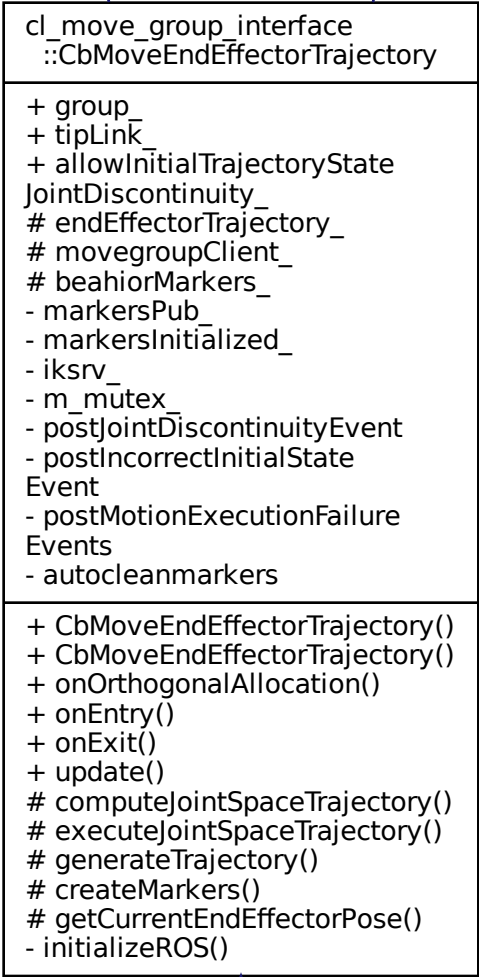 cl_move_group_interface
::CbMoveEndEffectorTrajectory
+ group_
+ tipLink_
+ allowInitialTrajectoryState
JointDiscontinuity_
# endEffectorTrajectory_
# movegroupClient_
# beahiorMarkers_
- markersPub_
- markersInitialized_
- iksrv_
- m_mutex_
- postJointDiscontinuityEvent
- postIncorrectInitialState
Event
- postMotionExecutionFailure
Events
- autocleanmarkers
+ CbMoveEndEffectorTrajectory()
+ CbMoveEndEffectorTrajectory()
+ onOrthogonalAllocation()
+ onEntry()
+ onExit()
+ update()
# computeJointSpaceTrajectory()
# executeJointSpaceTrajectory()
# generateTrajectory()
# createMarkers()
# getCurrentEndEffectorPose()
- initializeROS()